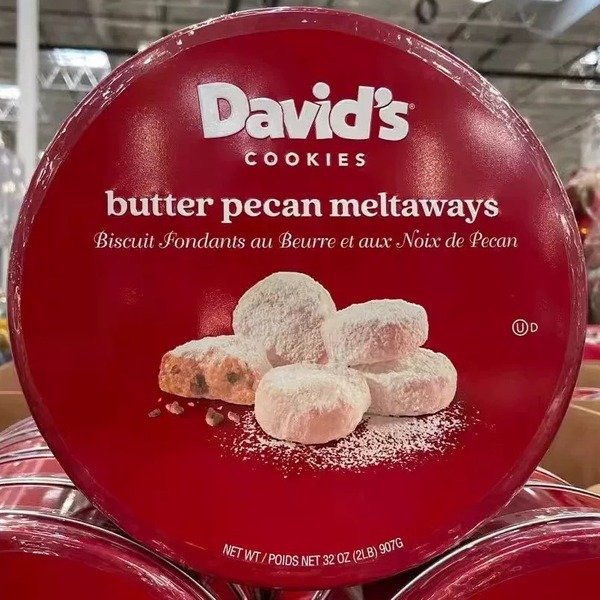 David's®
COOKIES
butter pecan meltaways
Biscuit Fondants au Beurre et aux Noix de Pecan
Ⓤ D
NET WT / POIDS NET 32 OZ (2LB) 907G